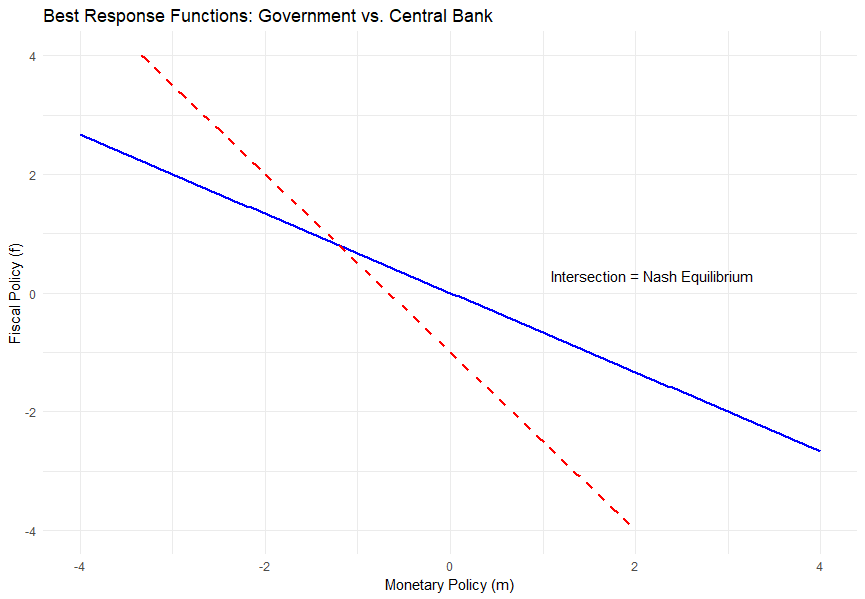 Best Response Functions: Government vs. Central Bank
4
2
0
-2
-4
Fiscal Policy (f)
Intersection = Nash Equilibrium
-4
-2
0
2
4
Monetary Policy (m)